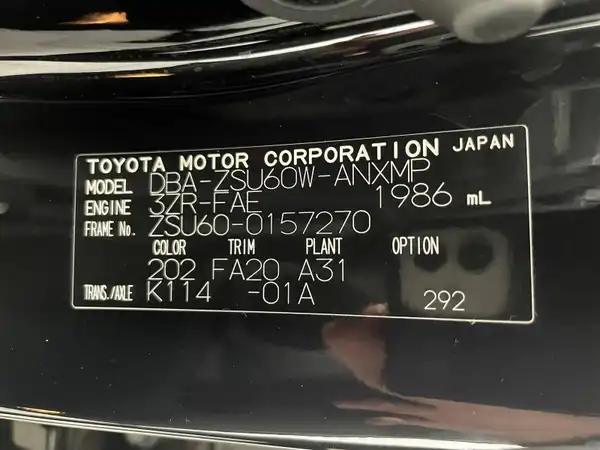 TOYOTA MOTOR CORPORATION JAPAN
MODEL DBA-ZSU60W-ANXMP
ENGINE 3ZR-FAE 1986 mL
FRAME No. ZSU60-0157270
COLOR TRIM PLANT OPTION
202 FA20 A31
TRANS./AXLE K114 -01A 292